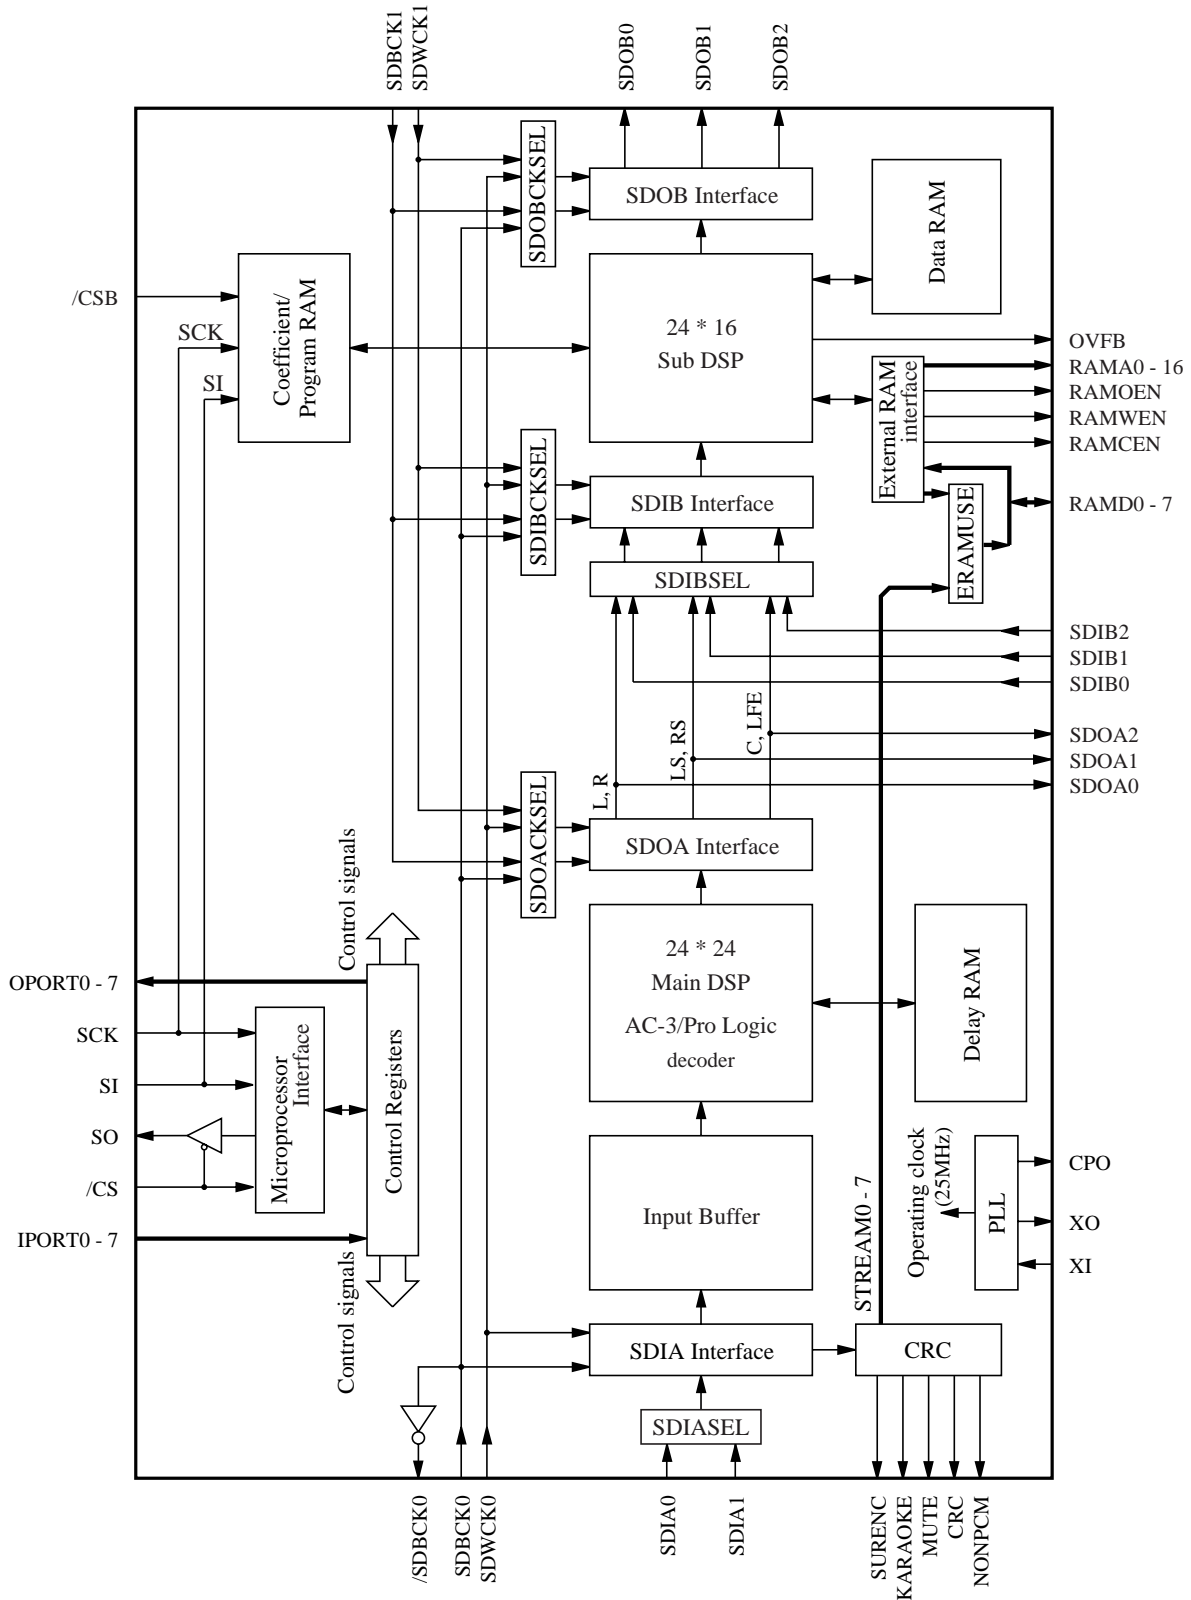 SDBCK1
SDWCK1
SDOB0
SDOB1
SDOB2
SDOBCKSEL
SDOB Interface
Data RAM
/CSB
SCK
SI
Coefficient/
Program RAM
24 * 16
Sub DSP
OVFB
RAMA0 - 16
RAMOEN
RAMWEN
RAMCEN
External RAM
interface
RAMD0 - 7
ERAMUSE
SDIBCKSEL
SDIB Interface
SDIBSEL
SDIB2
SDIB1
SDIB0
L, R
LS, RS
C, LFE
SDOA2
SDOA1
SDOA0
SDOACKSEL
SDOA Interface
Control signals
24 * 24
Main DSP
AC-3/Pro Logic
decoder
Delay RAM
OPORT0 - 7
SCK
SI
SO
/CS
IPORT0 - 7
Microprocessor
Interface
Control Registers
Control signals
Input Buffer
STREAM0 - 7
Operating clock
(25MHz)
PLL
CPO
XO
XI
SDIA Interface
CRC
SDIASEL
/SDBCK0
SDBCK0
SDWCK0
SDIA0
SDIA1
SURENC
KARAOKE
MUTE
CRC
NONPCM